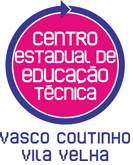 CENTRO
ESTADUAL DE
EDUCAÇÃO
TÉCNICA
VASCO COUTINHO
VILA VELHA